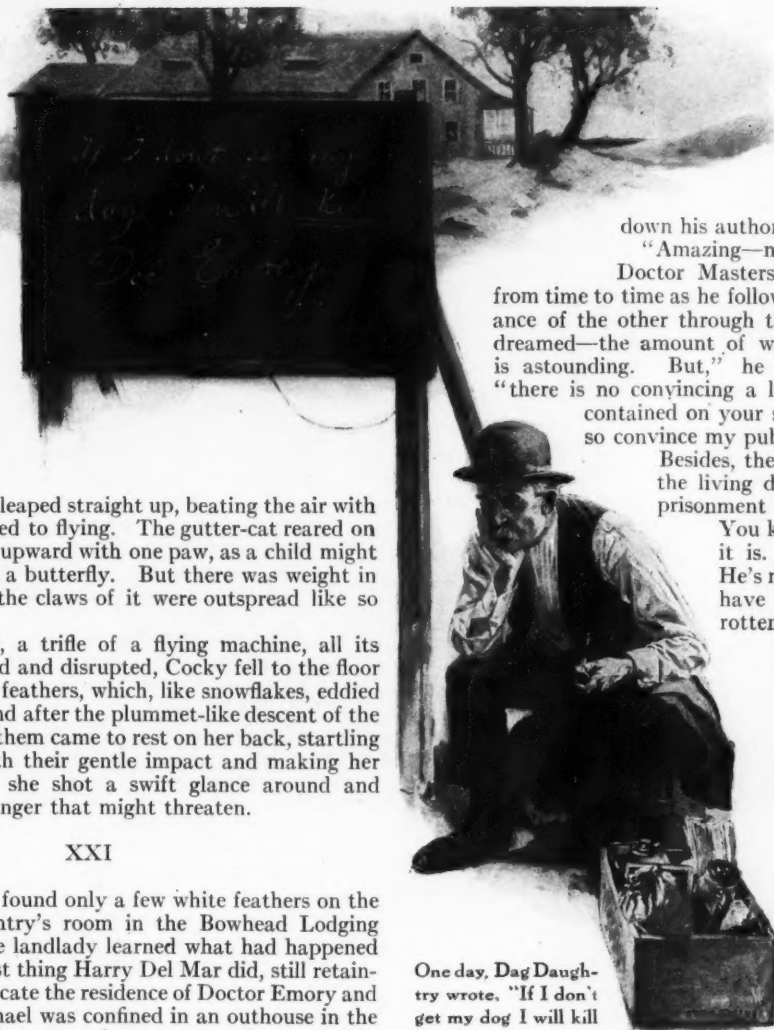 If I dont my
dog I will
Doc Emory
down his author
"Amazing—
Doctor Masters
from time to time as he follow
ance of the other through t
dreamed—the amount of w
is astounding. But," he
"there is no convincing a l
contained on your s
so convince my pub
Besides, the
the living d
prisonment
You k
it is.
He's
have
rotte
leaped straight up, beating the air with
ed to flying. The gutter-cat reared on
upward with one paw, as a child might
a butterfly. But there was weight in
the claws of it were outspread like so
, a trifle of a flying machine, all its
d and disrupted, Cocky fell to the floor
feathers, which, like snowflakes, eddied
nd after the plummet-like descent of the
them came to rest on her back, startling
h their gentle impact and making her
she shot a swift glance around and
nger that might threaten.
XXI
found only a few white feathers on the
ntry's room in the Bowhead Lodging
e landlady learned what had happened
st thing Harry Del Mar did, still retain-
cate the residence of Doctor Emory and
hael was confined in an outhouse in the
One day, Dag Daugh-
try wrote, "If I don't
get my dog I will kill